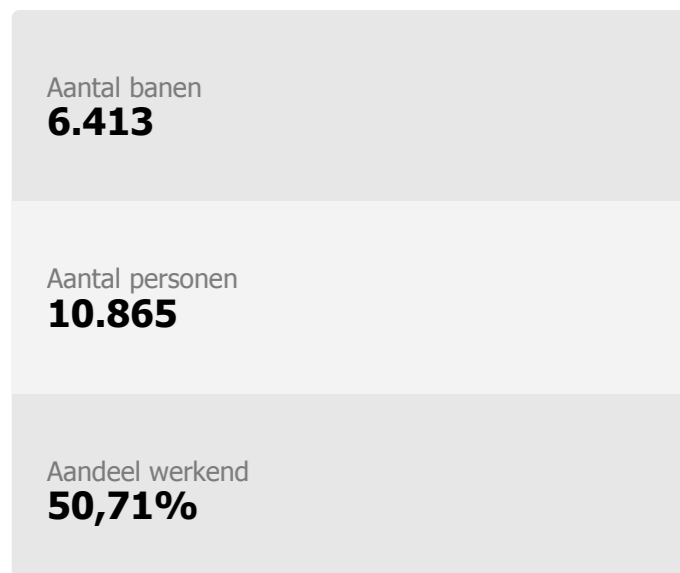 Aantal banen
6.413
Aantal personen
10.865
Aandeel werkend
50,71%